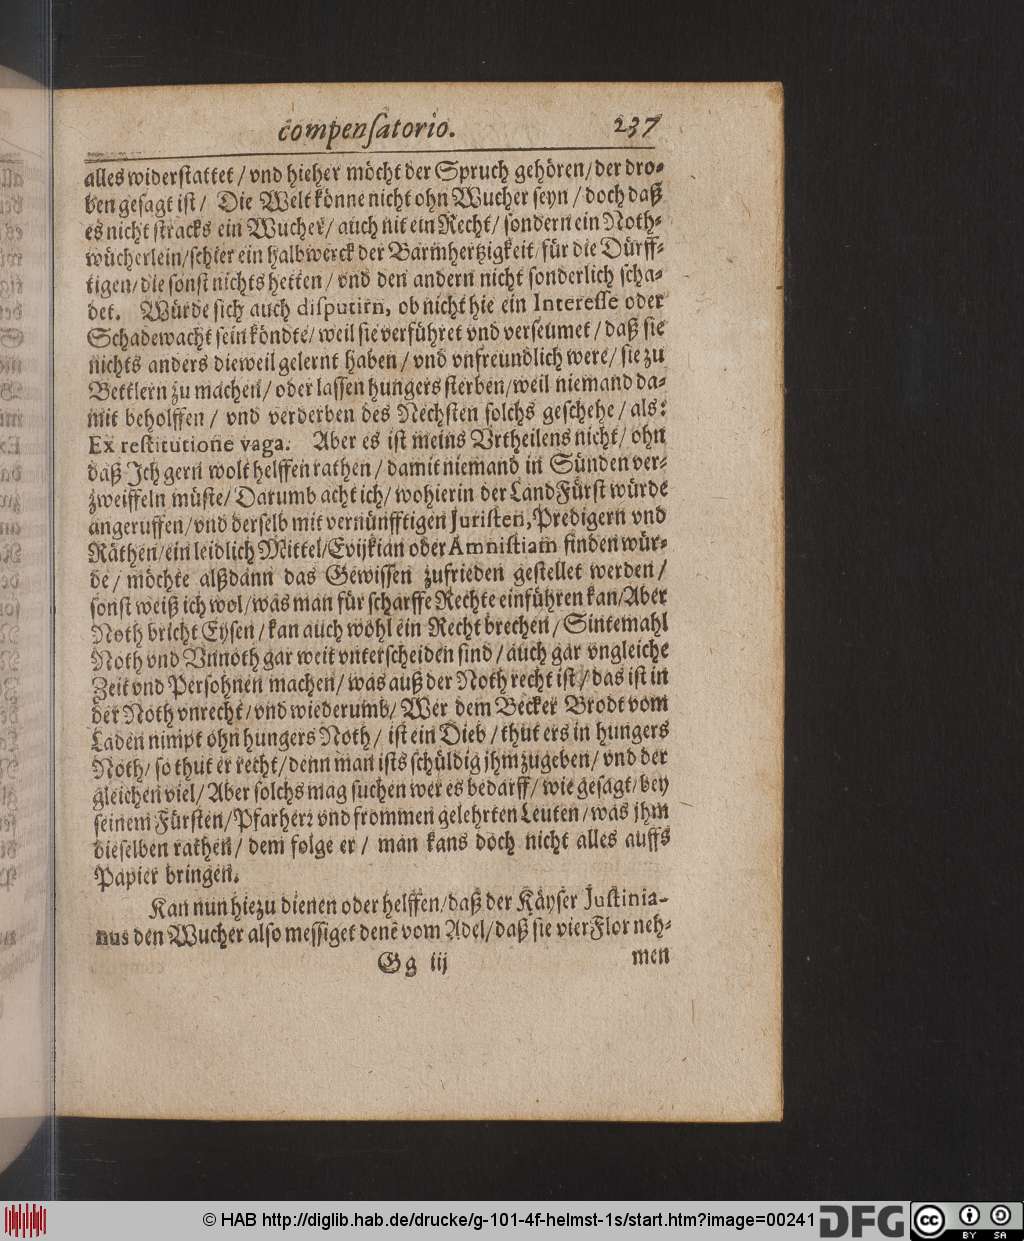 compenſatorio. 237
alles widerſtattet / vnd hieher möcht der Spruch gehören / der dro-
ben geſagt iſt / Die Welt könne nicht ohn Wucher ſeyn / doch daß
es nicht ſtracks ein Wucher / auch nit ein Recht / ſondern ein Noth-
wücherlein / ſchier ein halbwerck der Barmhertzigkeit / für die Dürff-
tigen / die ſonſt nichts hetten / vnd den andern nicht ſonderlich ſcha-
det. Würde ſich auch diſputirn, ob nicht hie ein Intereſſe oder
Schadewacht ſein köndte / weil ſie verführet vnd verſeumet / daß ſie
nichts anders dieweil gelernt haben / vnd vnfreundlich were / ſie zu
Bettlern zu machen / oder laſſen hungers ſterben / weil niemand da-
mit beholffen / vnd verderben des Nechſten ſolchs geſchehe / als:
Ex reſtitutione vaga. Aber es iſt meins Vrtheilens nicht / ohn
daß Ich gern wolt helffen rathen / damit niemand in Sünden ver-
zweiffeln müſte / Darumb acht ich / wo hierin der LandFürſt würde
angeruffen / vnd derſelb mit vernünfftigen Juriſten, Predigern vnd
Räthen / ein leidlich Mittel / Epijkian oder Amniſtiam finden wür-
de / möchte alßdann das Gewiſſen zufrieden geſtellet werden /
ſonſt weiß ich wol / was man für ſcharffe Rechte einführen kan / Aber
Noth bricht Eyſen / kan auch wohl ein Recht brechen / Sintemahl
Noth vnd Vnnoth gar weit vnterſcheiden ſind / auch gar vngleiche
Zeit vnd Perſohnen machen / was auß der Noth recht iſt / das iſt in
der Noth vnrecht / vnd wiederumb / Wer dem Becker Brodt vom
Laden nimpt ohn hungers Noth / iſt ein Dieb / thut ers in hungers
Noth / ſo thut er recht / denn man iſts ſchüldig jhm zugeben / vnd der
gleichen viel / Aber ſolchs mag ſuchen wer es bedarff / wie geſagt / bey
ſeinem Fürſten / Pfarherꝛ vnd frommen gelehrten Leuten / was jhm
dieſelben rathen / dem folge er / man kans doch nicht alles auffs
Papier bringen.
Kan nun hiezu dienen oder helffen / daß der Käyſer Juſtinia-
nus den Wucher alſo meſſiget denē vom Adel / daß ſie vier Flor neh-
Gg iij men
© HAB http://diglib.hab.de/drucke/g-101-4f-helmst-1s/start.htm?image=00241 DFG cc BY SA